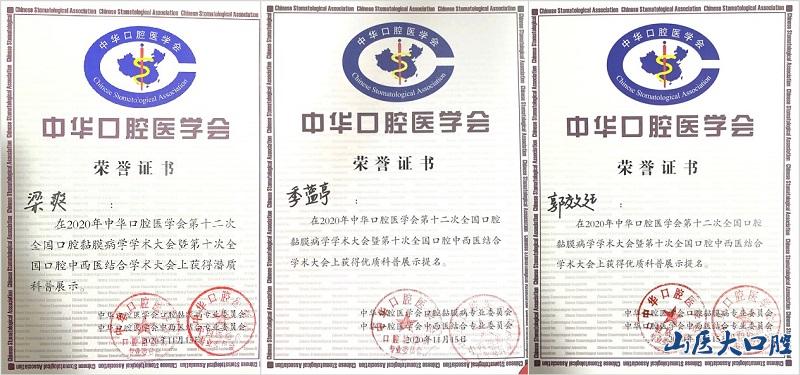 Chinese Stomatological Association
中华口腔医学会
Chinese Stomatological Association
中华口腔医学会
荣誉证书
梁爽：
在2020年中华口腔医学会第十二次
全国口腔黏膜病学学术大会暨第十次全
国口腔中西医结合学术大会上获得潜质
科普展示。
中华口腔医学会口腔黏膜病专业委员会
中华口腔医学会中西医结合专业委员会
2020年11月15日
Chinese Stomatological Association
中华口腔医学会
Chinese Stomatological Association
中华口腔医学会
荣誉证书
季蓝亭：
在2020年中华口腔医学会第十二次全国口腔
黏膜病学学术大会暨第十次全国口腔中西医结合
学术大会上获得优质科普展示提名。
中华口腔医学会口腔黏膜病专业委员会
中华口腔医学会中西医结合专业委员会
2020年11月15日
Chinese Stomatological Association
中华口腔医学会
Chinese Stomatological Association
中华口腔医学会
荣誉证书
在2020年中华口腔医学会第十二次全国口腔
黏膜病学学术大会暨第十次全国口腔中西医结合
学术大会上获得优质科普展示提名。
中华口腔医学会口腔黏膜病专业委员会
中华口腔医学会中西医结合专业委员会
山医大口腔